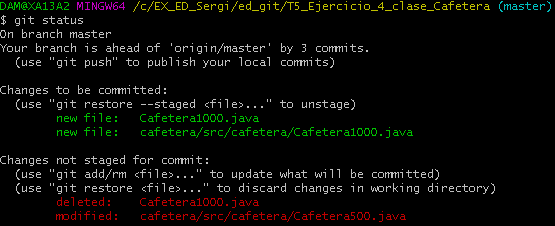 DAM@XA13A2 MINGW64 /c/EX_ED_Sergi/ed_git/T5_Ejercicio_4_clase_Cafetera (master)
$ git status
On branch master
Your branch is ahead of 'origin/master' by 3 commits.
  (use "git push" to publish your local commits)

Changes to be committed:
  (use "git restore --staged <file>..." to unstage)
        new file:   Cafetera1000.java
        new file:   cafetera/src/cafetera/Cafetera1000.java

Changes not staged for commit:
  (use "git add/rm <file>..." to update what will be committed)
  (use "git restore <file>..." to discard changes in working directory)
        deleted:    Cafetera1000.java
        modified:   cafetera/src/cafetera/Cafetera500.java